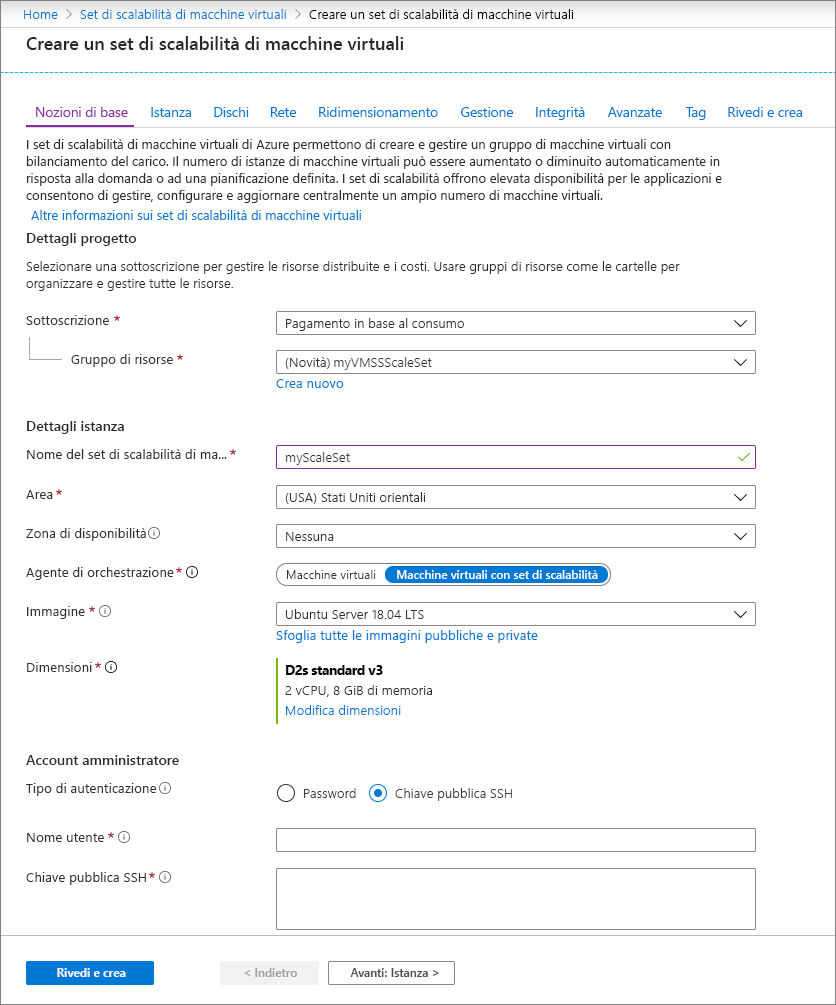 Home > Set di scalabilità di macchine virtuali > Creare un set di scalabilità di macchine virtuali
Creare un set di scalabilità di macchine virtuali
Nozioni di base Istanza Dischi Rete Ridimensionamento Gestione Integrità Avanzate Tag Rivedi e crea
I set di scalabilità di macchine virtuali di Azure permettono di creare e gestire un gruppo di macchine virtuali con
bilanciamento del carico. Il numero di istanze di macchine virtuali può essere aumentato o diminuito automaticamente in
risposta alla domanda o ad una pianificazione definita. I set di scalabilità offrono elevata disponibilità per le applicazioni e
consentono di gestire, configurare e aggiornare centralmente un ampio numero di macchine virtuali.
Altre informazioni sui set di scalabilità di macchine virtuali
Dettagli progetto
Selezionare una sottoscrizione per gestire le risorse distribuite e i costi. Usare gruppi di risorse come le cartelle per
organizzare e gestire tutte le risorse.
Sottoscrizione * Pagamento in base al consumo
Gruppo di risorse * (Novità) myVMSSScaleSet
Crea nuovo
Dettagli istanza
Nome del set di scalabilità di ma... * myScaleSet
Area * (USA) Stati Uniti orientali
Zona di disponibilità Nessuna
Agente di orchestrazione * Macchine virtuali Macchine virtuali con set di scalabilità
Immagine * Ubuntu Server 18.04 LTS
Sfoglia tutte le immagini pubbliche e private
Dimensioni * D2s standard v3
2 vCPU, 8 GiB di memoria
Modifica dimensioni
Account amministratore
Tipo di autenticazione Password Chiave pubblica SSH
Nome utente *
Chiave pubblica SSH *
Rivedi e crea < Indietro Avanti: Istanza >